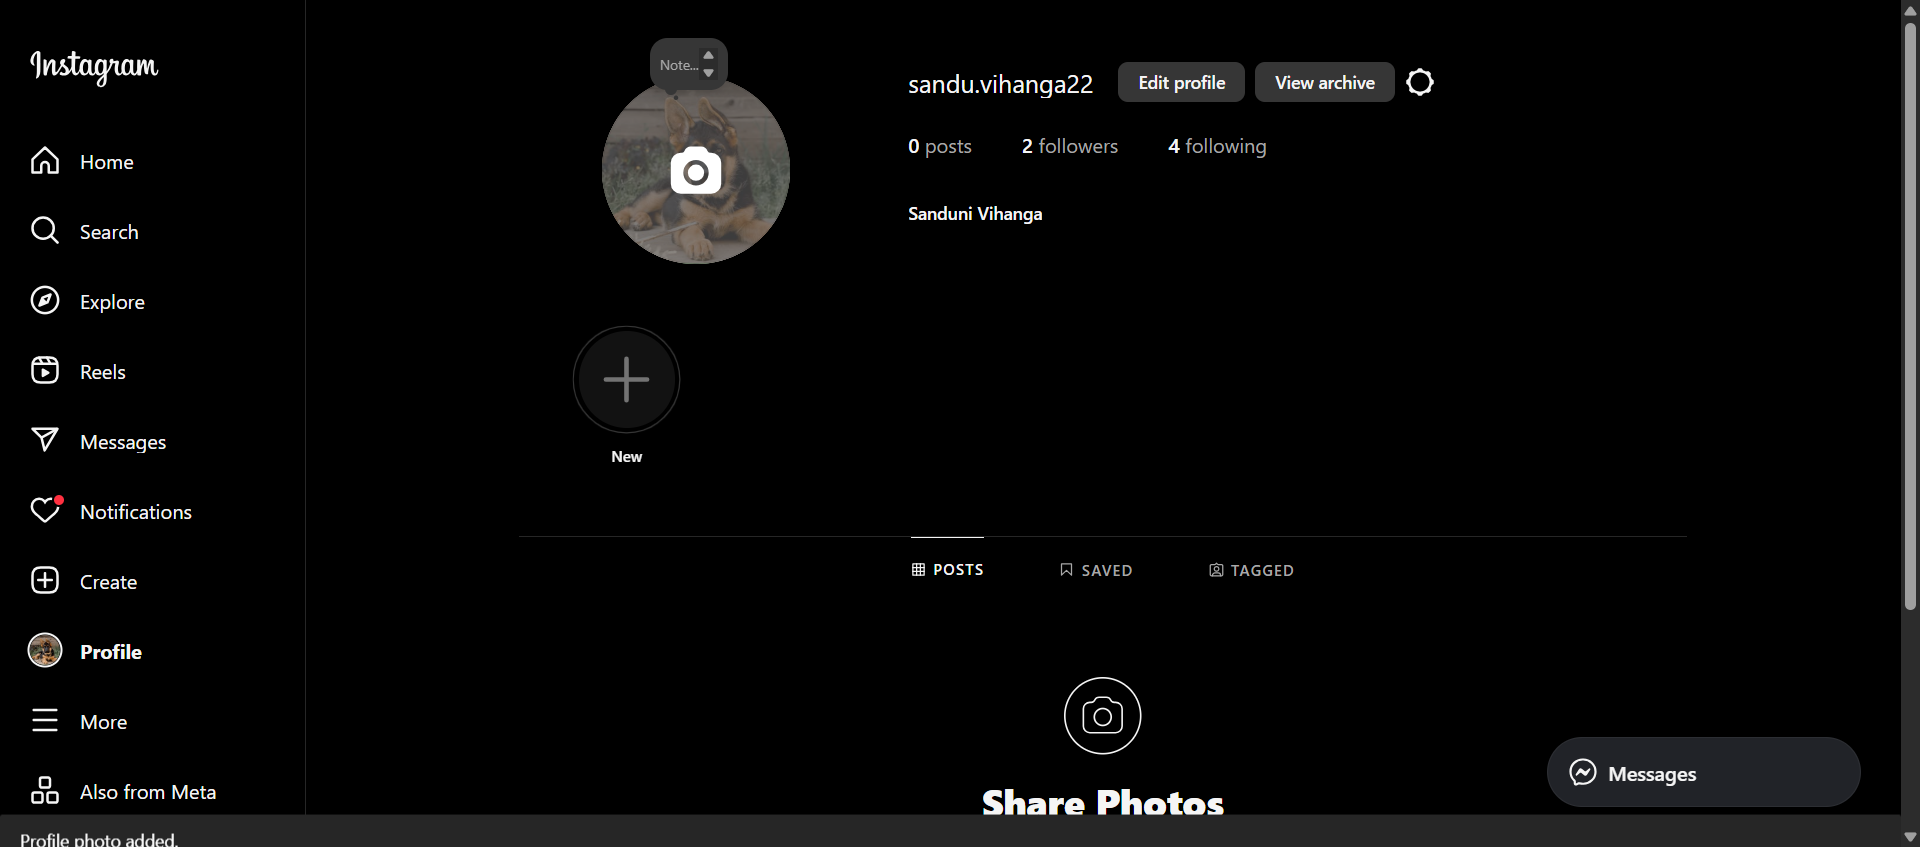 Instagram
Home
Search
Explore
Reels
Messages
Notifications
Create
Profile
More
Also from Meta
Note...
sandu.vihanga22
Edit profile
View archive
0 posts 2 followers 4 following
Sanduni Vihanga
New
POSTS SAVED TAGGED
Share Photos
Messages
Profile photo added.